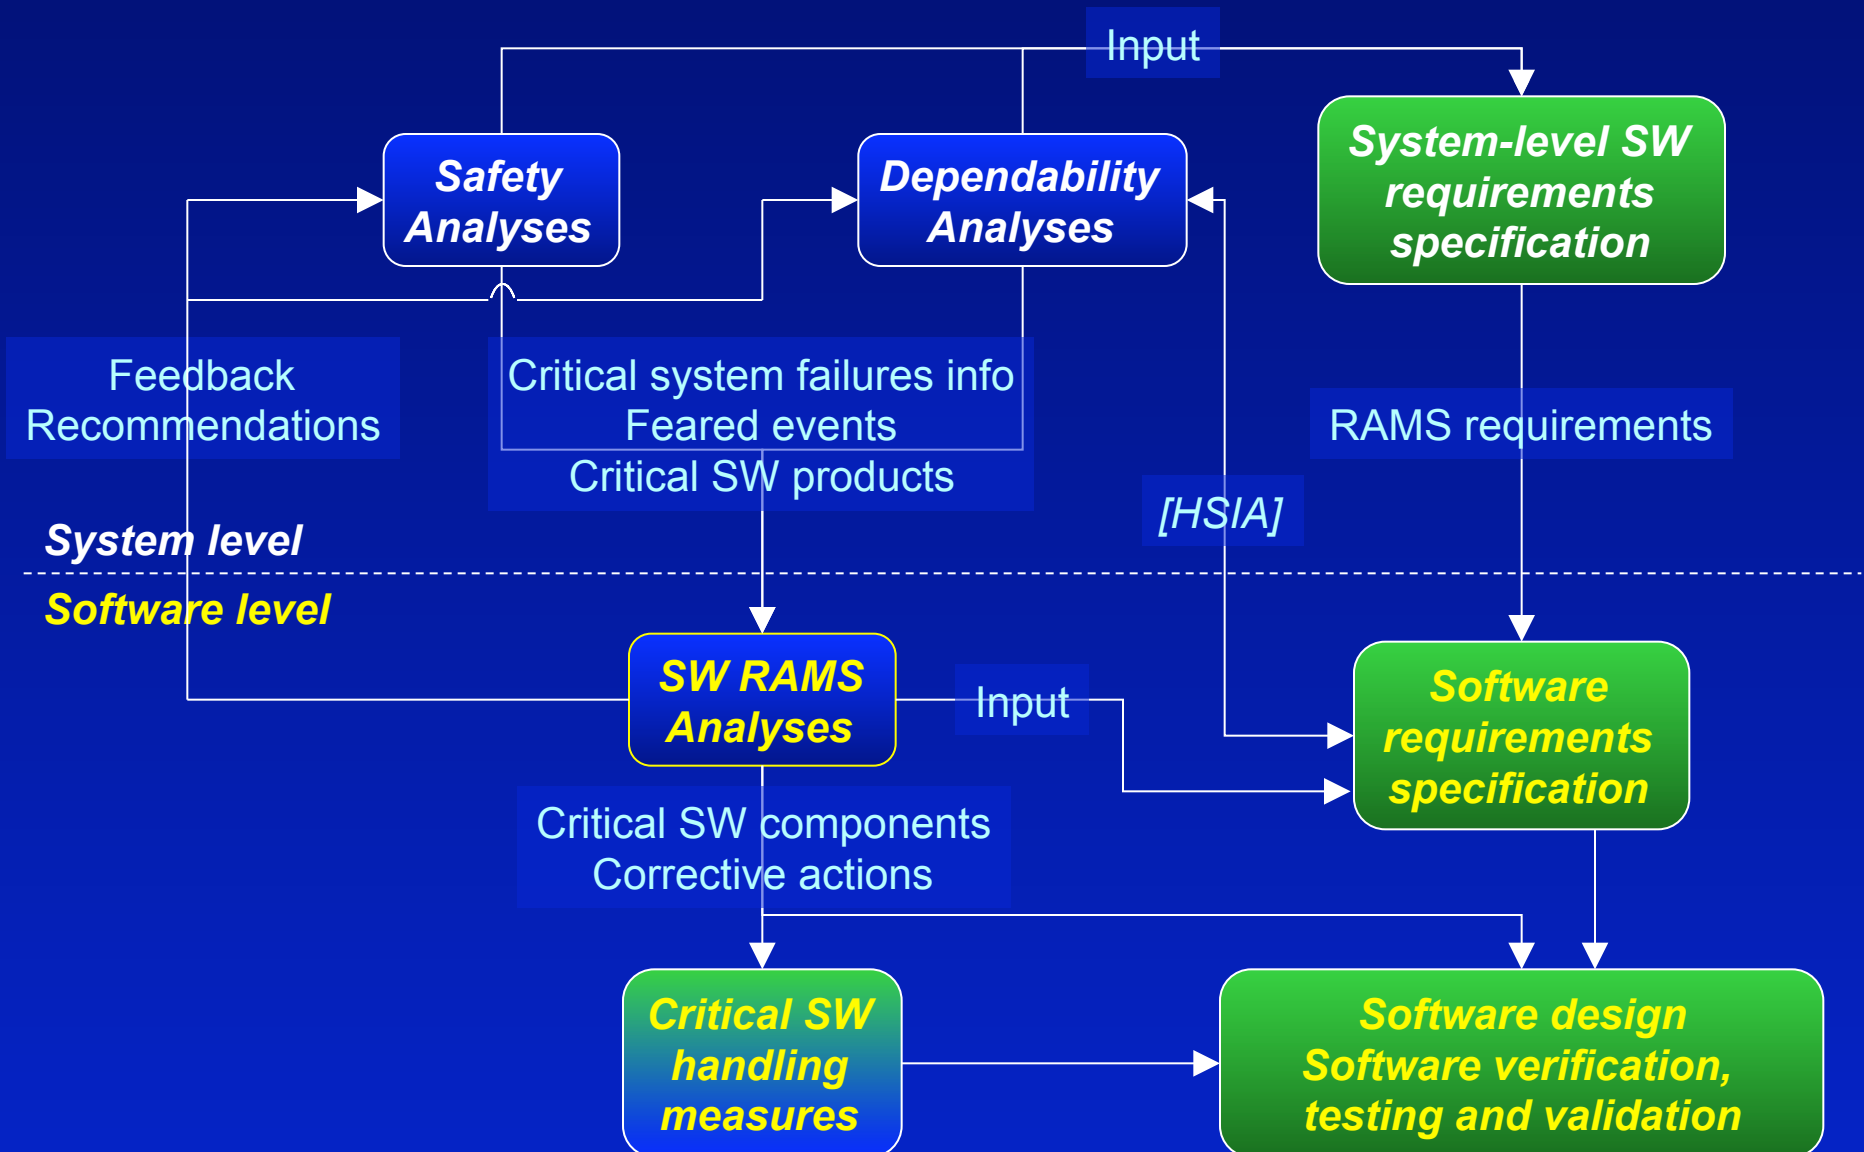 Input
Safety
Analyses
Dependability
Analyses
System-level SW
requirements
specification
Feedback
Recommendations
Critical system failures info
Feared events
Critical SW products
RAMS requirements
[HSIA]
System level
Software level
SW RAMS
Analyses
Input
Software
requirements
specification
Critical SW components
Corrective actions
Critical SW
handling
measures
Software design
Software verification,
testing and validation